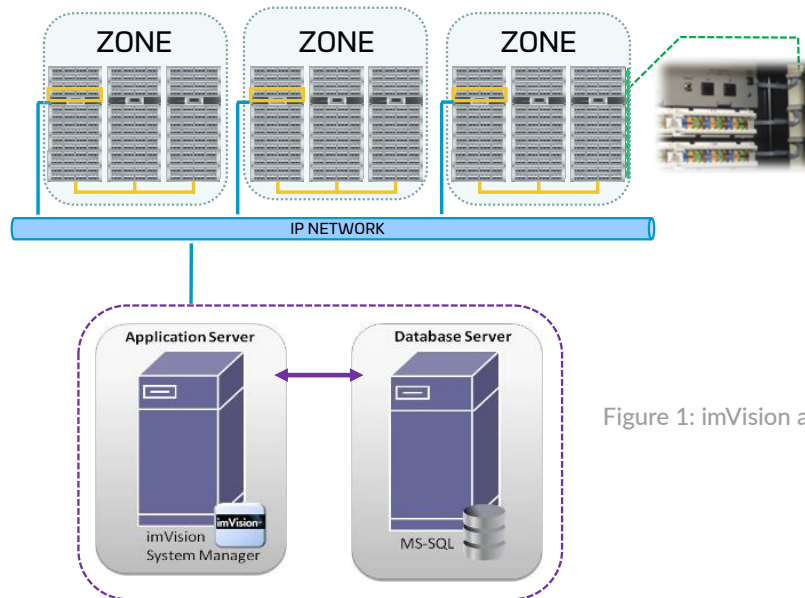 ZONE
ZONE
ZONE
IP NETWORK
Application Server
Database Server
imVision
imVision
System Manager
MS-SQL
Figure 1: imVision a